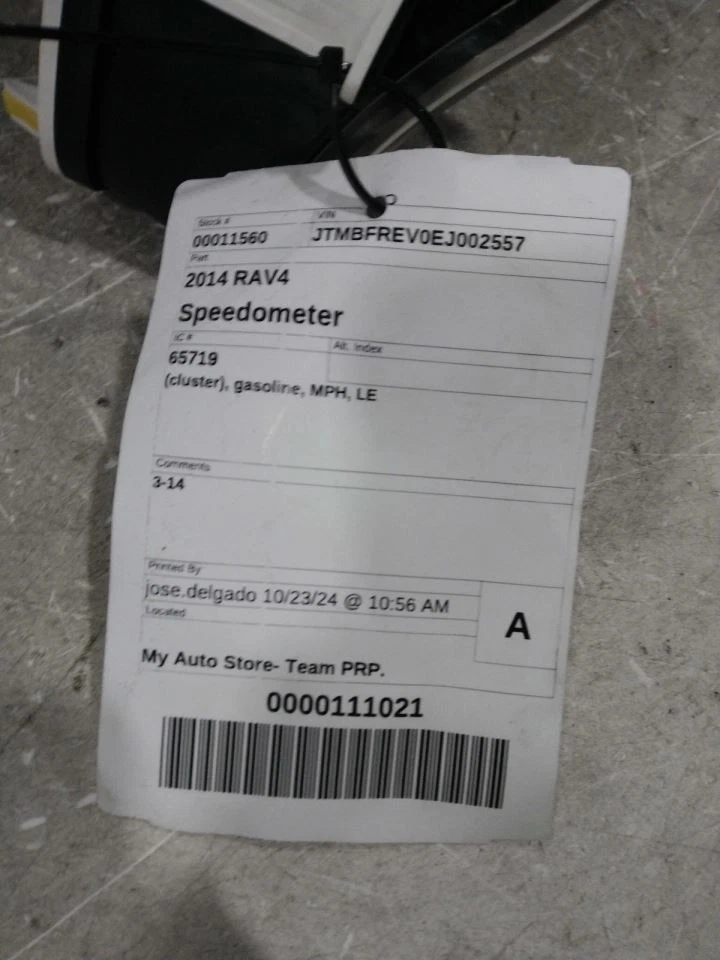 Stock #
VIN
00011560
JTMBFREV0EJ002557
Part
2014 RAV4
Speedometer
IC #
Alt. Index
65719
(cluster), gasoline, MPH, LE
Comments
3-14
Printed By
jose.delgado 10/23/24 @ 10:56 AM
Located
A
My Auto Store- Team PRP.
0000111021